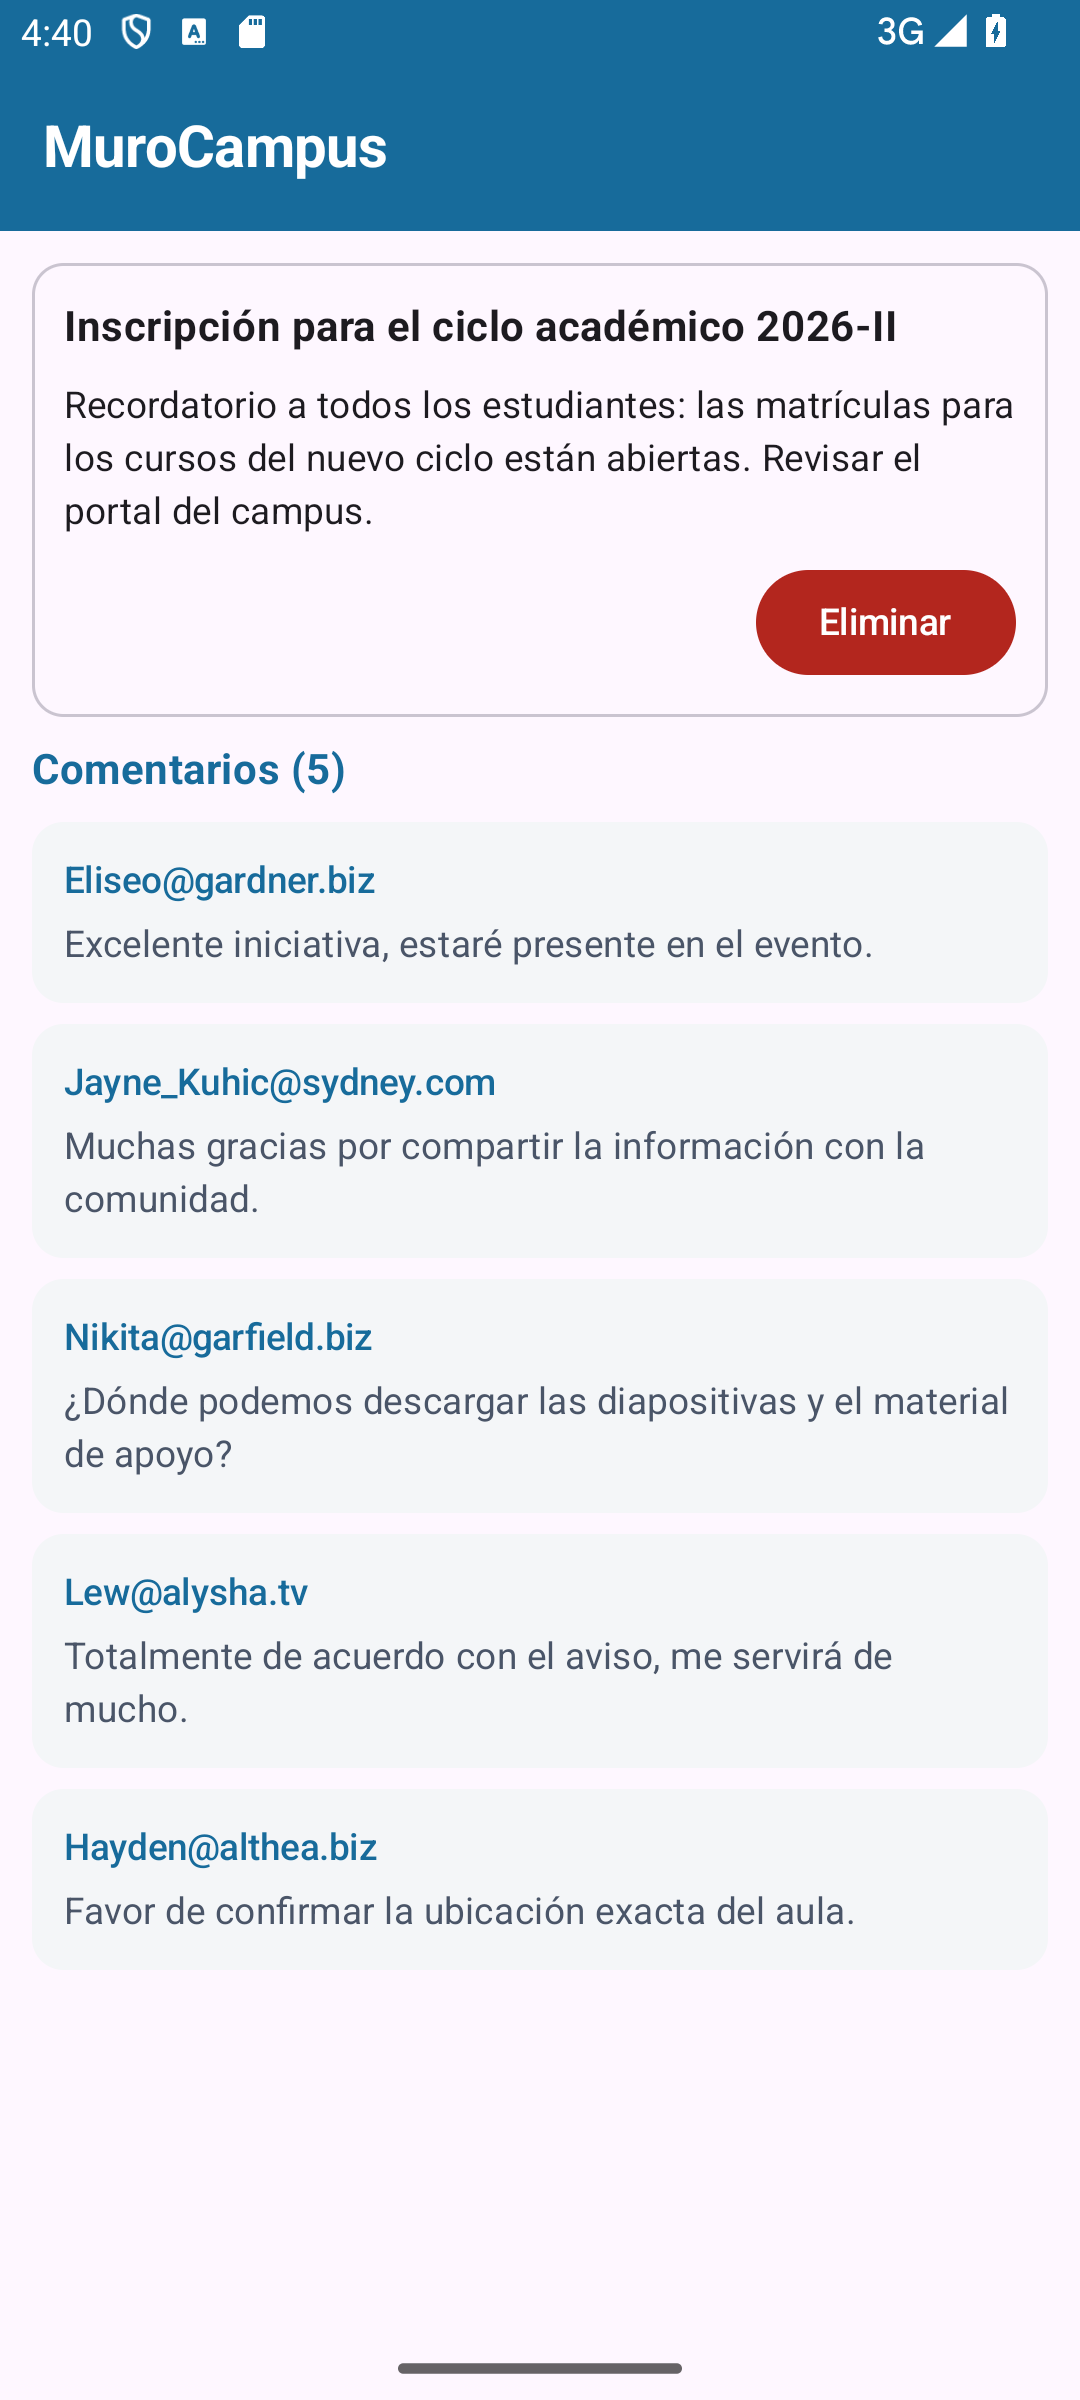 4:40 3G
MuroCampus
Inscripción para el ciclo académico 2026-II
Recordatorio a todos los estudiantes: las matrículas para
los cursos del nuevo ciclo están abiertas. Revisar el
portal del campus.
Eliminar
Comentarios (5)
Eliseo@gardner.biz
Excelente iniciativa, estaré presente en el evento.
Jayne_Kuhic@sydney.com
Muchas gracias por compartir la información con la
comunidad.
Nikita@garfield.biz
¿Dónde podemos descargar las diapositivas y el material
de apoyo?
Lew@alysha.tv
Totalmente de acuerdo con el aviso, me servirá de
mucho.
Hayden@althea.biz
Favor de confirmar la ubicación exacta del aula.